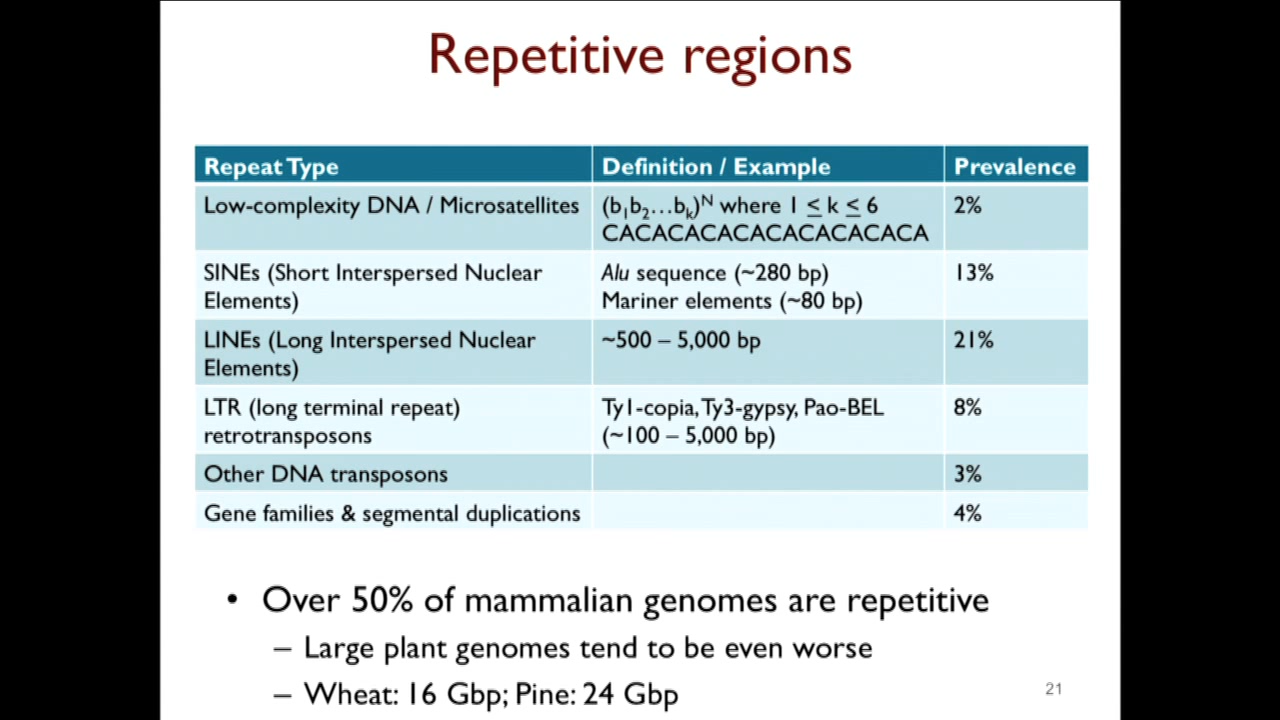 Repetitive regions
Repeat Type Definition / Example Prevalence
Low-complexity DNA / Microsatellites (b1b2…bk)N where 1 ≤ k ≤ 6 2%
CACACACACACACACACACA
SINEs (Short Interspersed Nuclear Elements) Alu sequence (~280 bp) 13%
Mariner elements (~80 bp)
LINEs (Long Interspersed Nuclear Elements) ~500 – 5,000 bp 21%
LTR (long terminal repeat) retrotransposons Ty1-copia, Ty3-gypsy, Pao-BEL 8%
(~100 – 5,000 bp)
Other DNA transposons 3%
Gene families & segmental duplications 4%
• Over 50% of mammalian genomes are repetitive
– Large plant genomes tend to be even worse
– Wheat: 16 Gbp; Pine: 24 Gbp
21